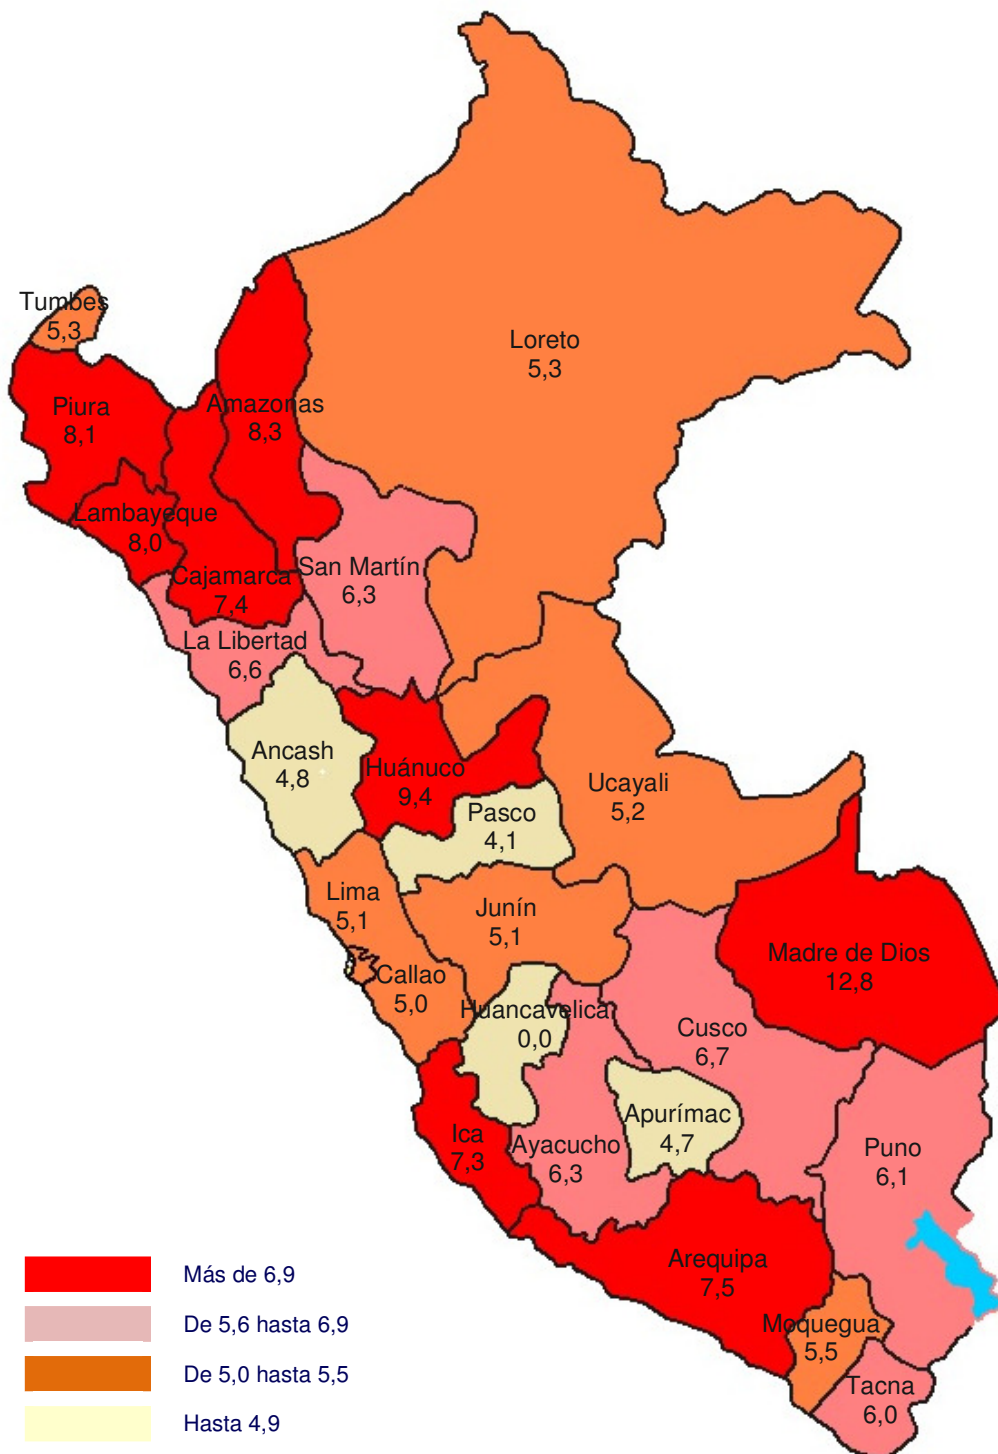 Tumbes
5,3
Loreto
5,3
Piura
8,1
Amazonas
8,3
Lambayeque
8,0
Cajamarca
7,4
San Martín
6,3
La Libertad
6,6
Ancash
4,8
Huánuco
9,4
Pasco
4,1
Ucayali
5,2
Lima
5,1
Junín
5,1
Madre de Dios
12,8
Callao
5,0
Huancavelica
0,0
Cusco
6,7
Ica
7,3
Ayacucho
6,3
Apurímac
4,7
Puno
6,1
Arequipa
7,5
Moquegua
5,5
Tacna
6,0
Más de 6,9
De 5,6 hasta 6,9
De 5,0 hasta 5,5
Hasta 4,9